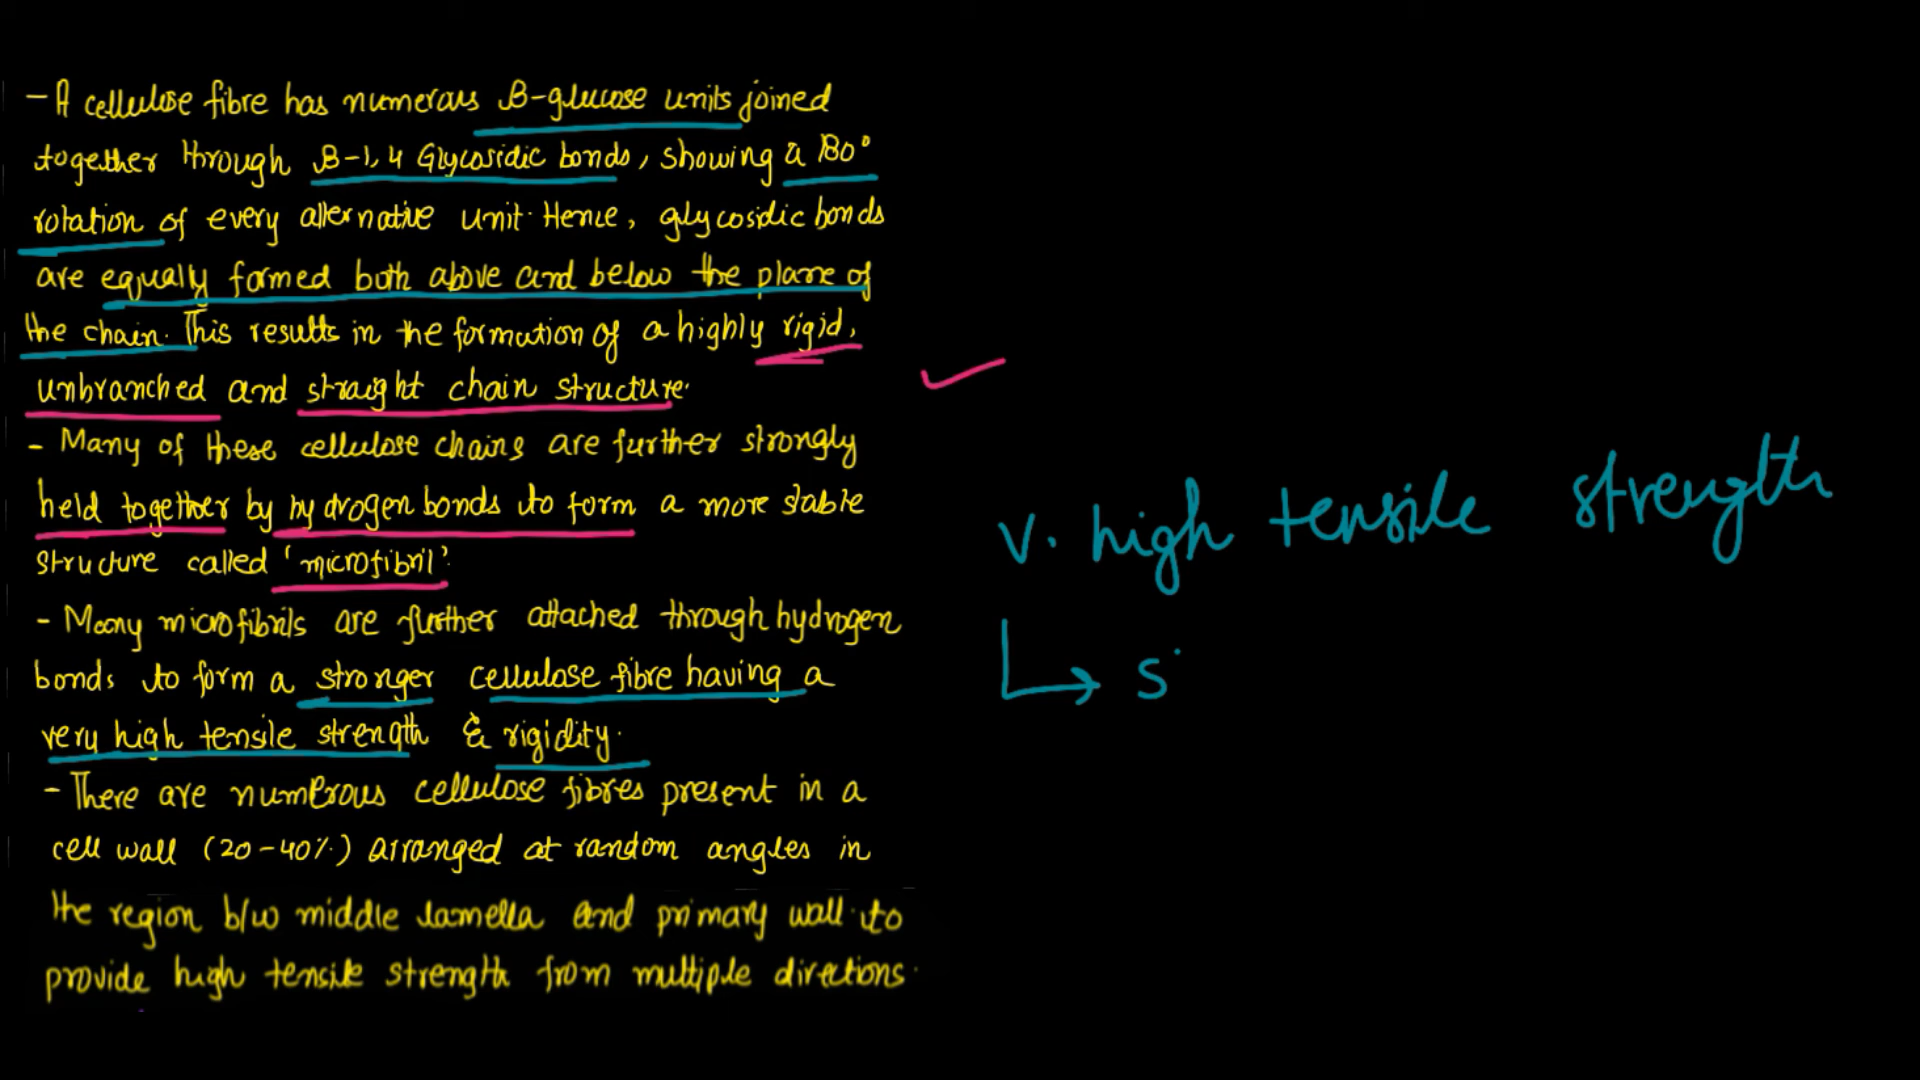 - A cellulose fibre has numerous β-glucose units joined
together through β-1,4 Glycosidic bonds, showing a 180°
rotation of every alternative unit. Hence, glycosidic bonds
are equally formed both above and below the plane of
the chain. This results in the formation of a highly rigid,
unbranched and straight chain structure.
- Many of these cellulose chains are further strongly
held together by hydrogen bonds to form a more stable
structure called 'microfibril'.
- Many microfibrils are further attached through hydrogen
bonds to form a stronger cellulose fibre having a
very high tensile strength & rigidity.
- There are numerous cellulose fibres present in a
cell wall (20-40%) arranged at random angles in
the region b/w middle lamella and primary wall to
provide high tensile strength from multiple directions.
v. high tensile strength
↳ s